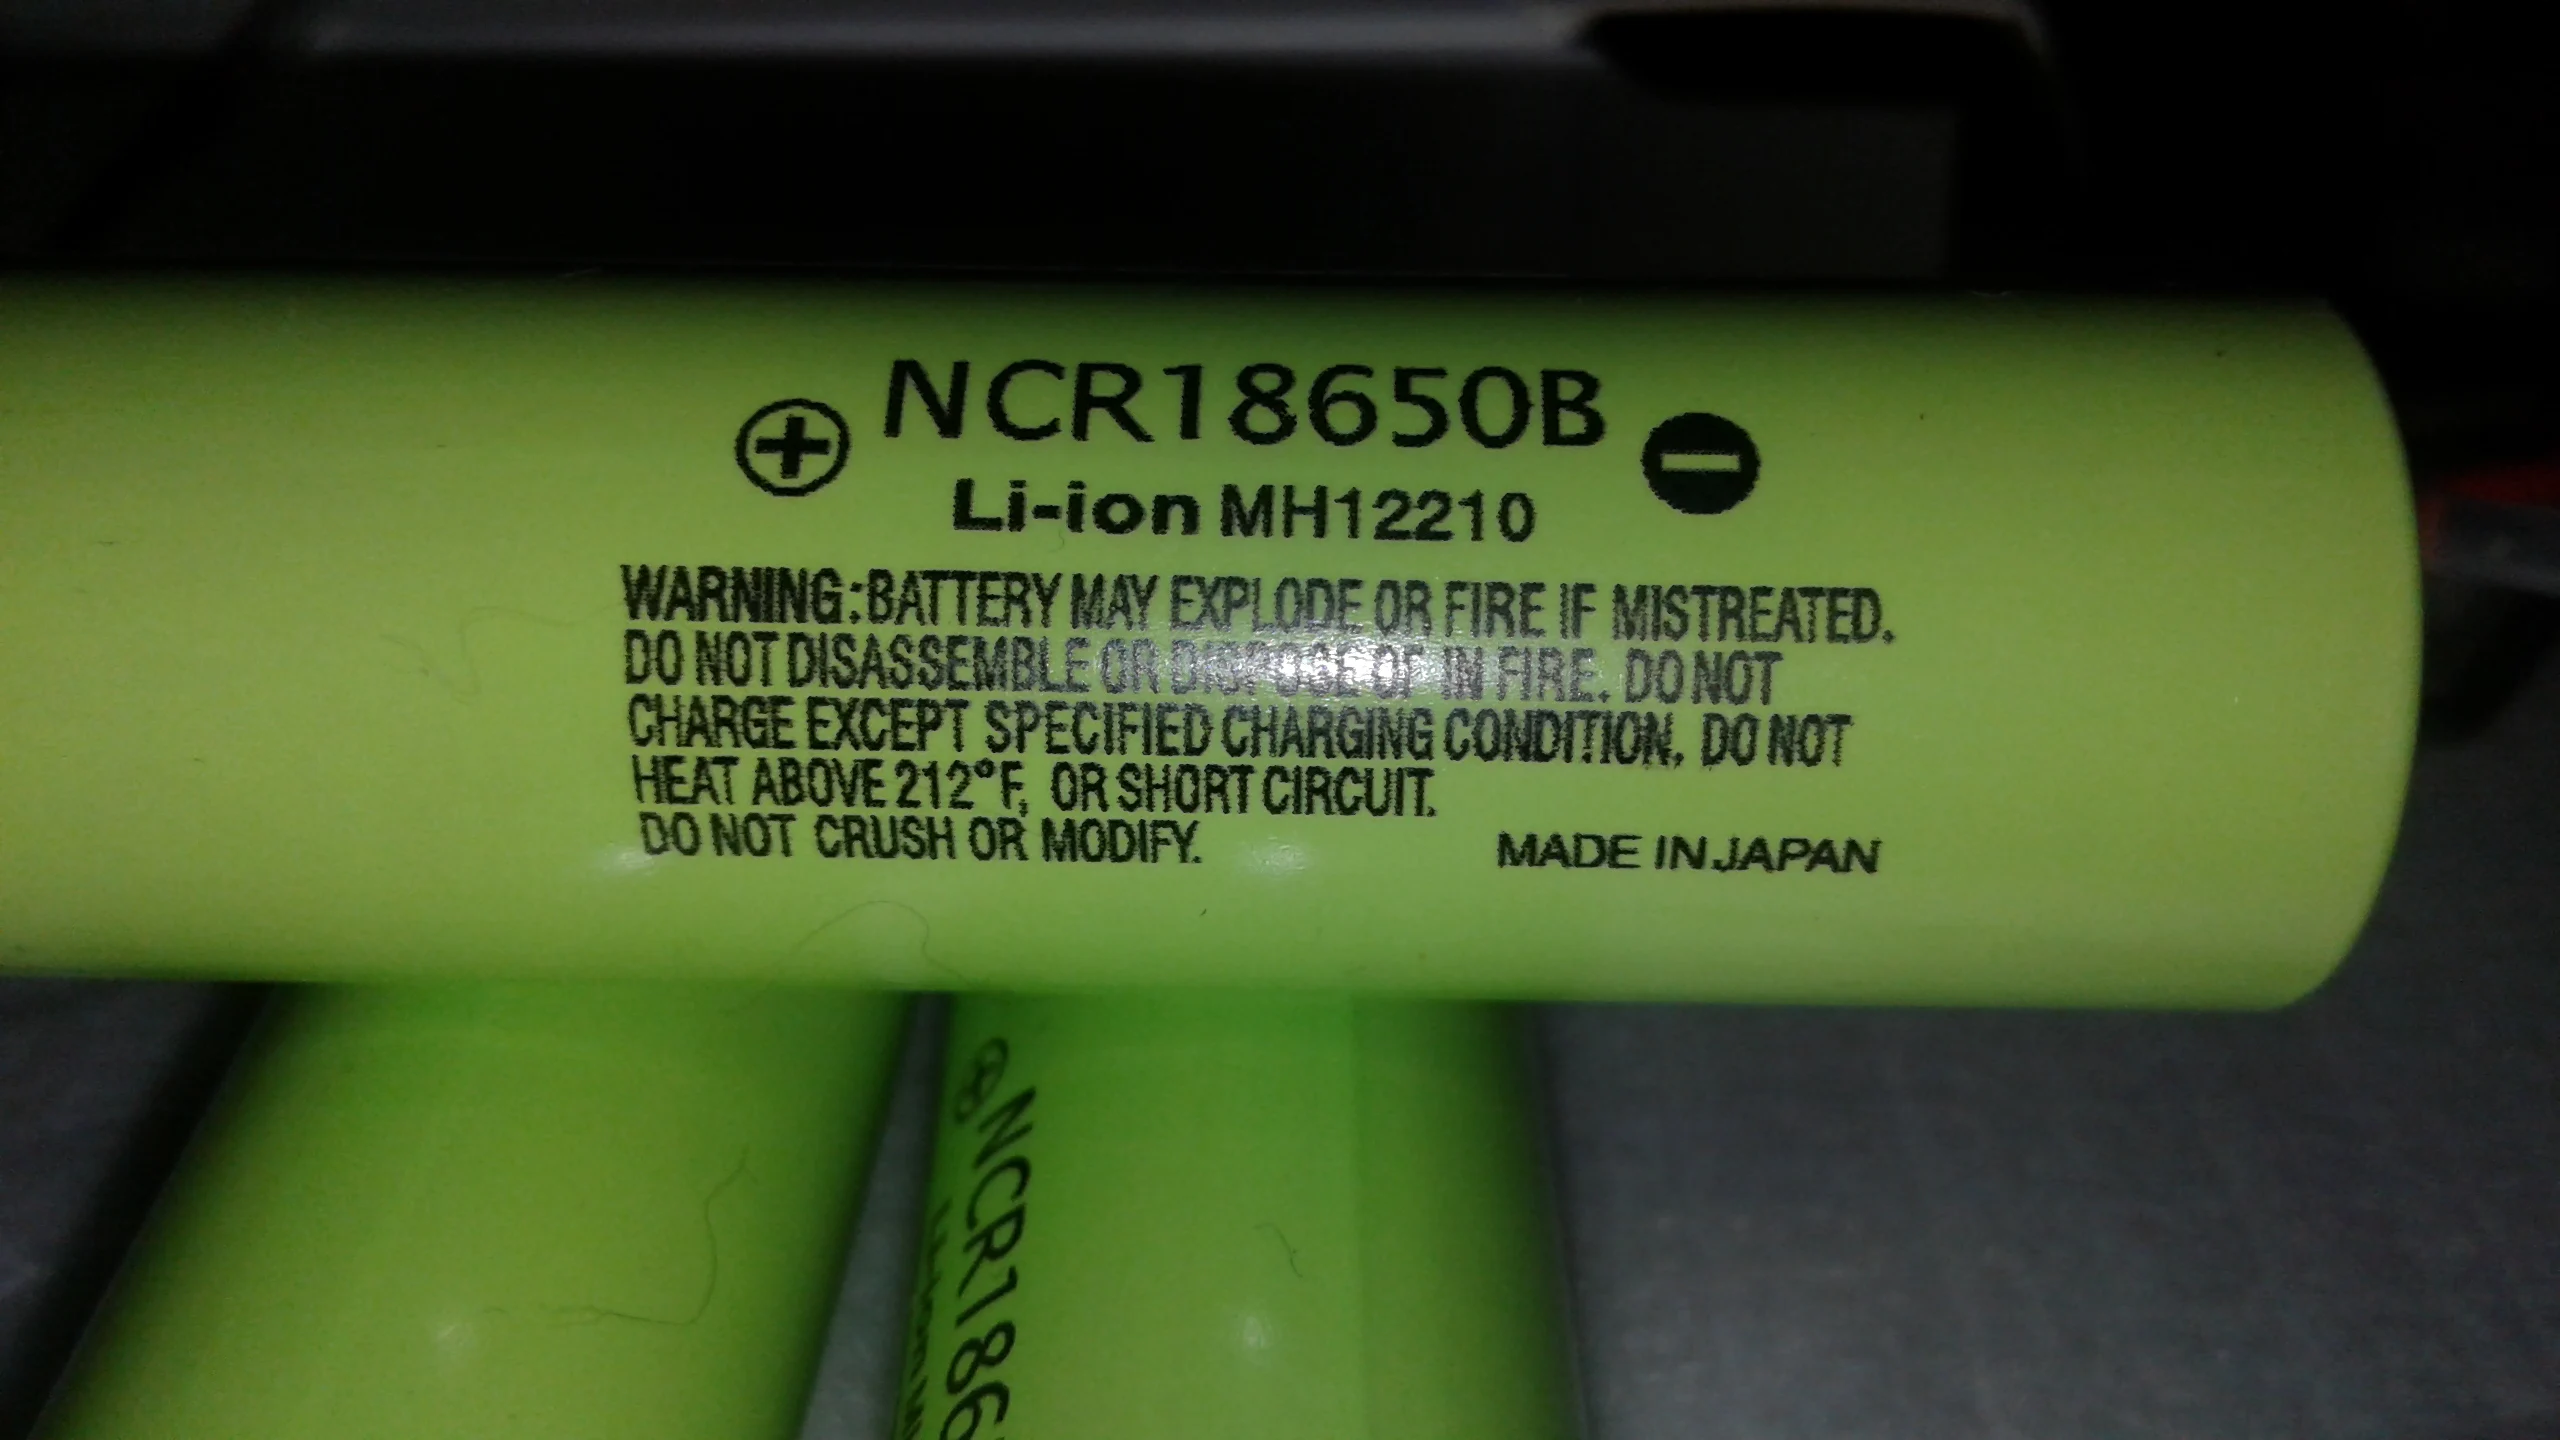 NCR18650B
+ −
Li-ion MH12210
WARNING:BATTERY MAY EXPLODE OR FIRE IF MISTREATED.
DO NOT DISASSEMBLE OR DISPOSE OF IN FIRE. DO NOT
CHARGE EXCEPT SPECIFIED CHARGING CONDITION. DO NOT
HEAT ABOVE 212°F, OR SHORT CIRCUIT.
DO NOT CRUSH OR MODIFY.
MADE IN JAPAN
NCR186
Li-ion